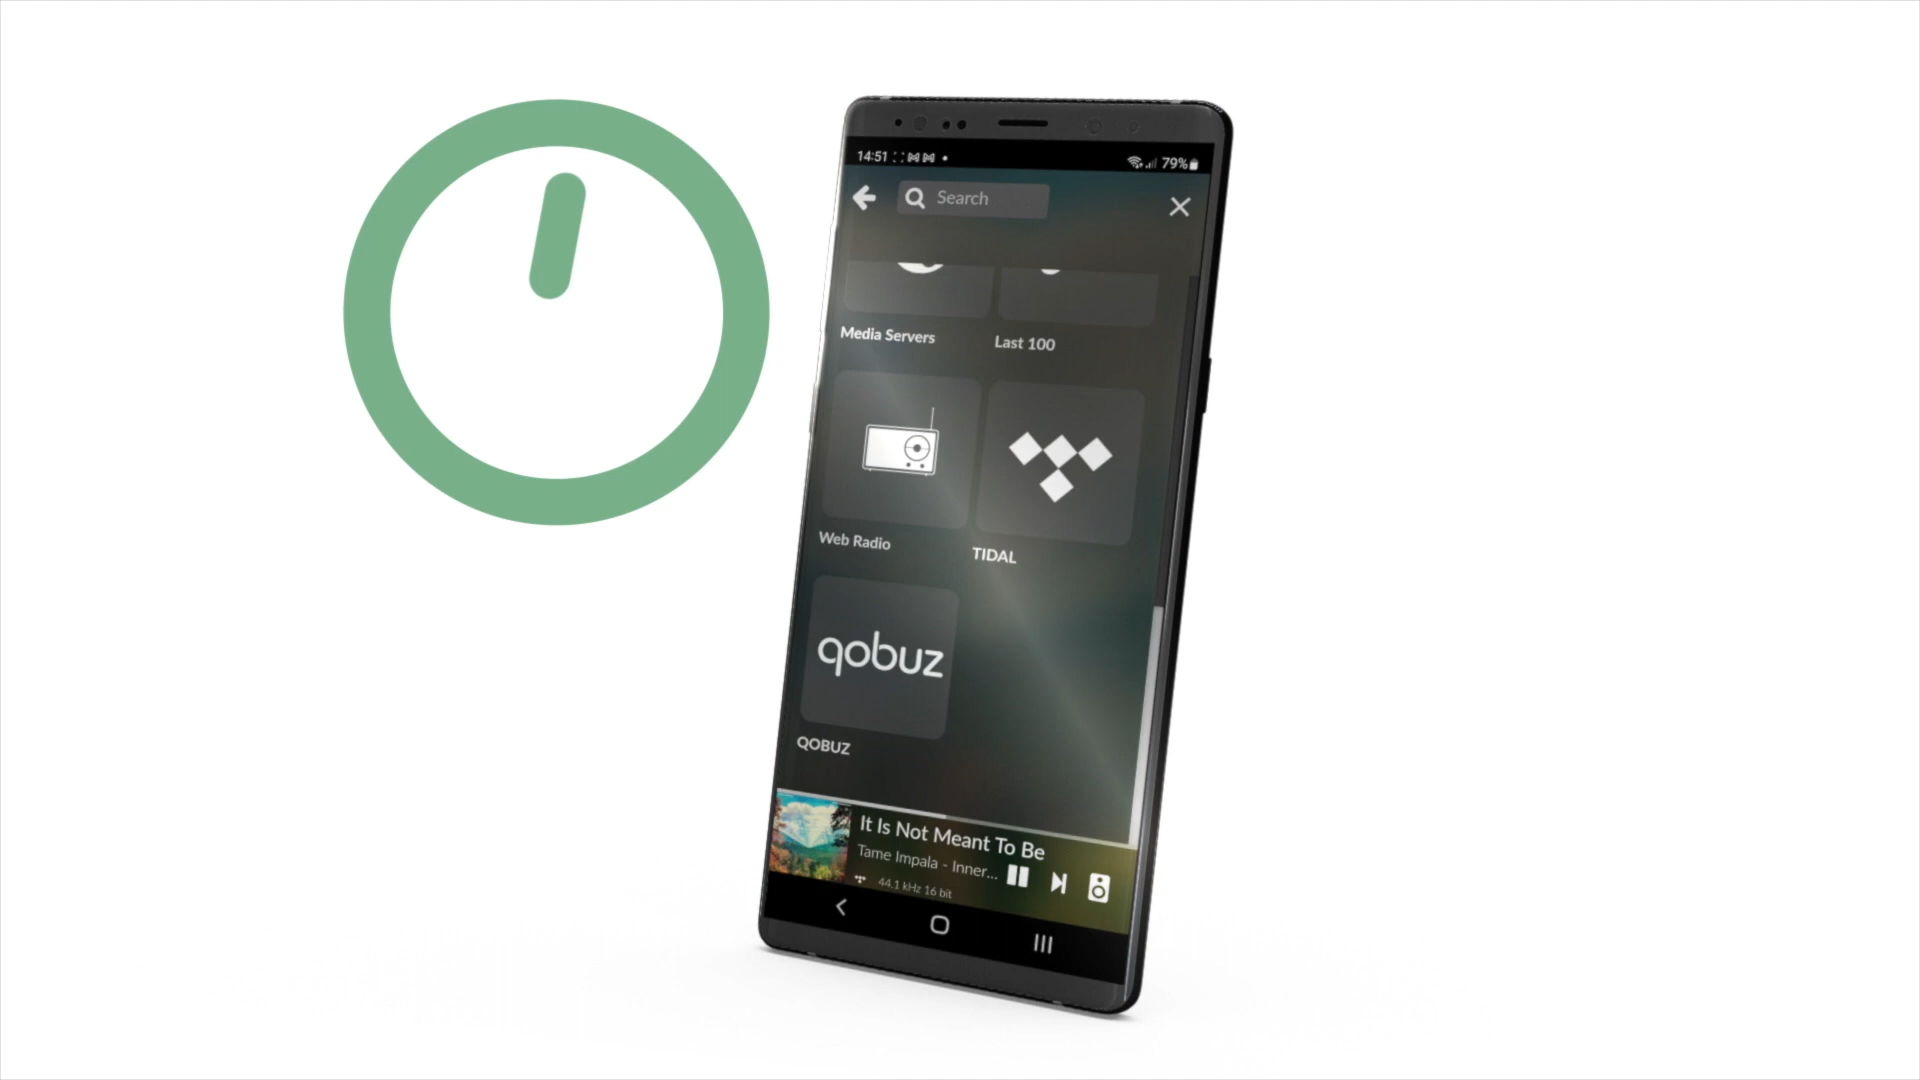 14:51
79%
Search
Media Servers
Last 100
Web Radio
TIDAL
qobuz
QOBUZ
It Is Not Meant To Be
Tame Impala - Inner...
44.1 kHz 16 bit